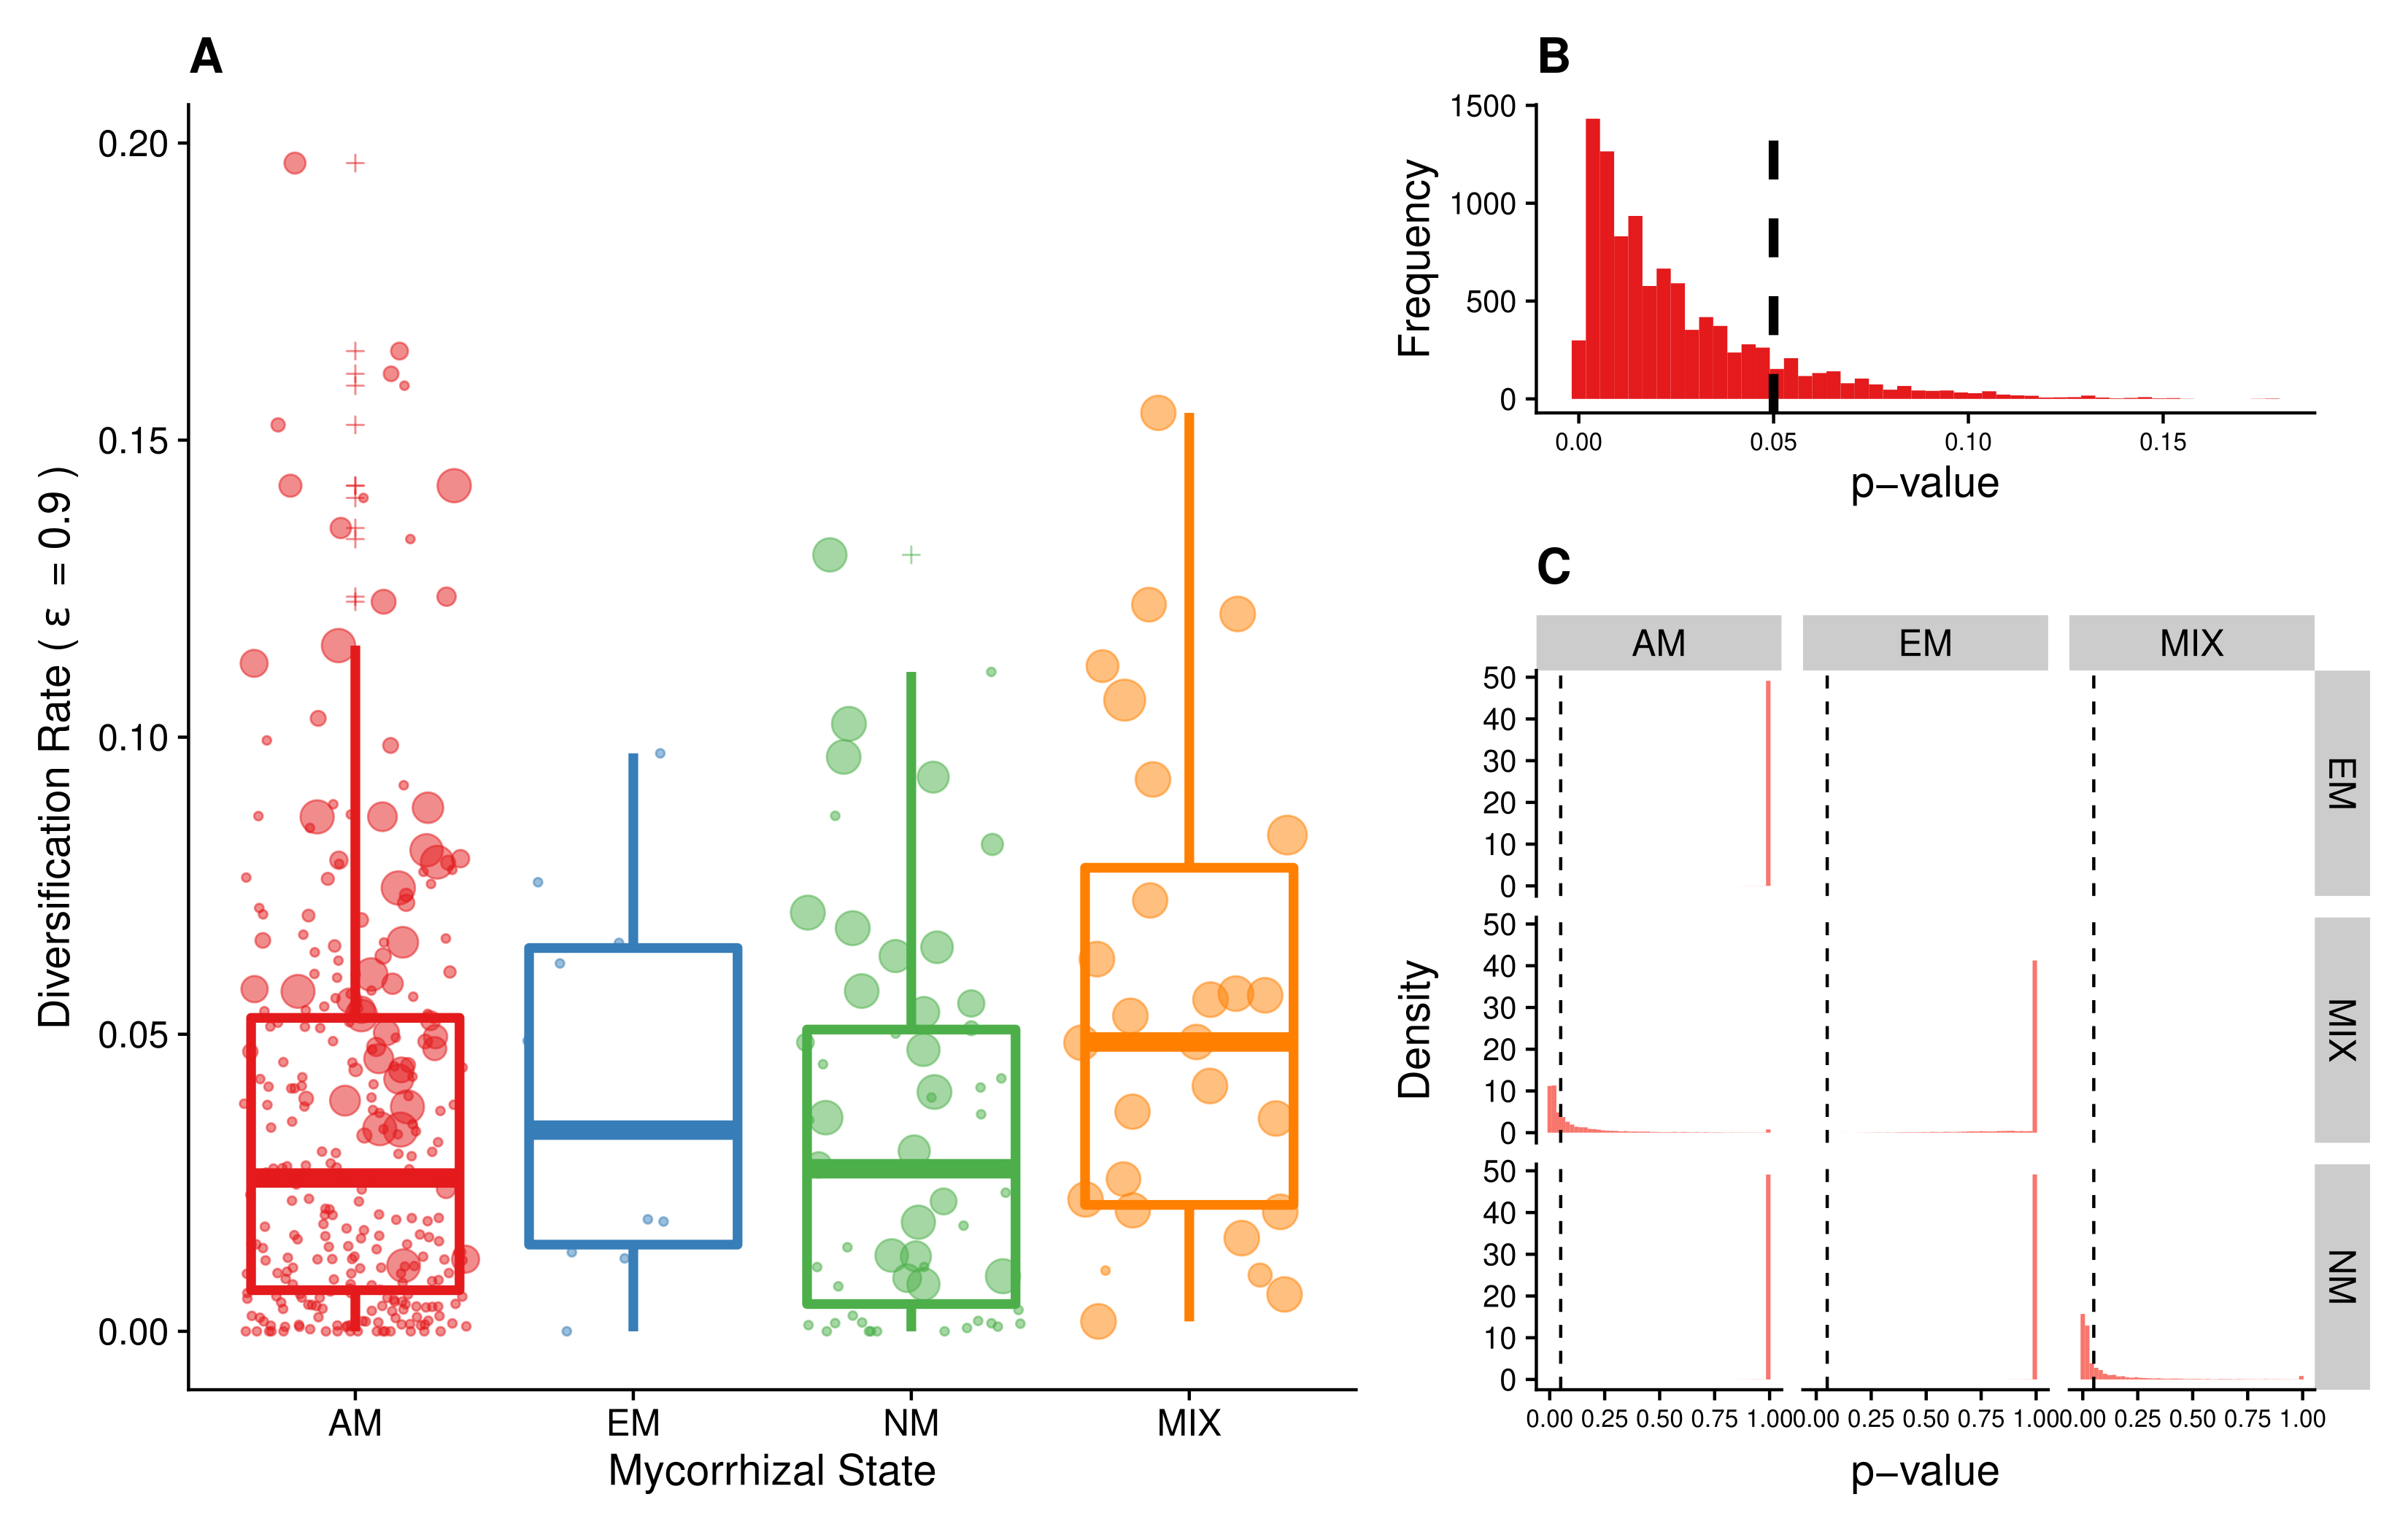 A
0.20
0.15
0.10
0.05
0.00
Diversification Rate ( ε = 0.9 )
AM EM NM MIX
Mycorrhizal State
B
1500
1000
500
0
Frequency
0.00 0.05 0.10 0.15
p−value
C
AM EM MIX
50
40
30
20
10
0
EM
50
40
30
20
10
0
MIX
50
40
30
20
10
0
NM
Density
0.00 0.25 0.50 0.75 1.00 0.00 0.25 0.50 0.75 1.00 0.00 0.25 0.50 0.75 1.00
p−value